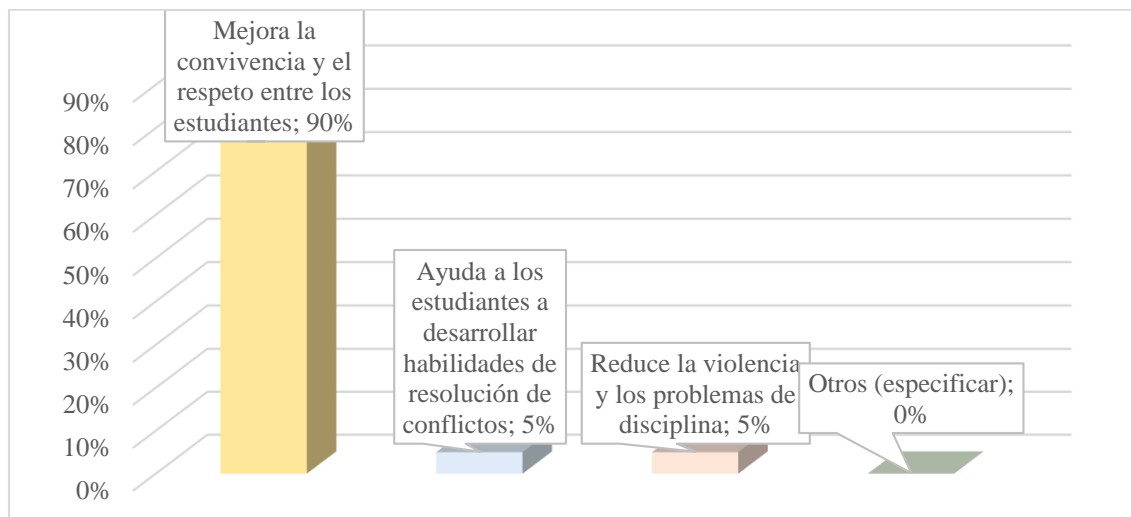 Mejora la
convivencia y el
respeto entre los
estudiantes; 90%
90%
80%
70%
60%
50%
40%
30%
20%
10%
0%
Ayuda a los
estudiantes a
desarrollar
habilidades de
resolución de
conflictos; 5%
Reduce la violencia
y los problemas de
disciplina; 5%
Otros (especificar);
0%